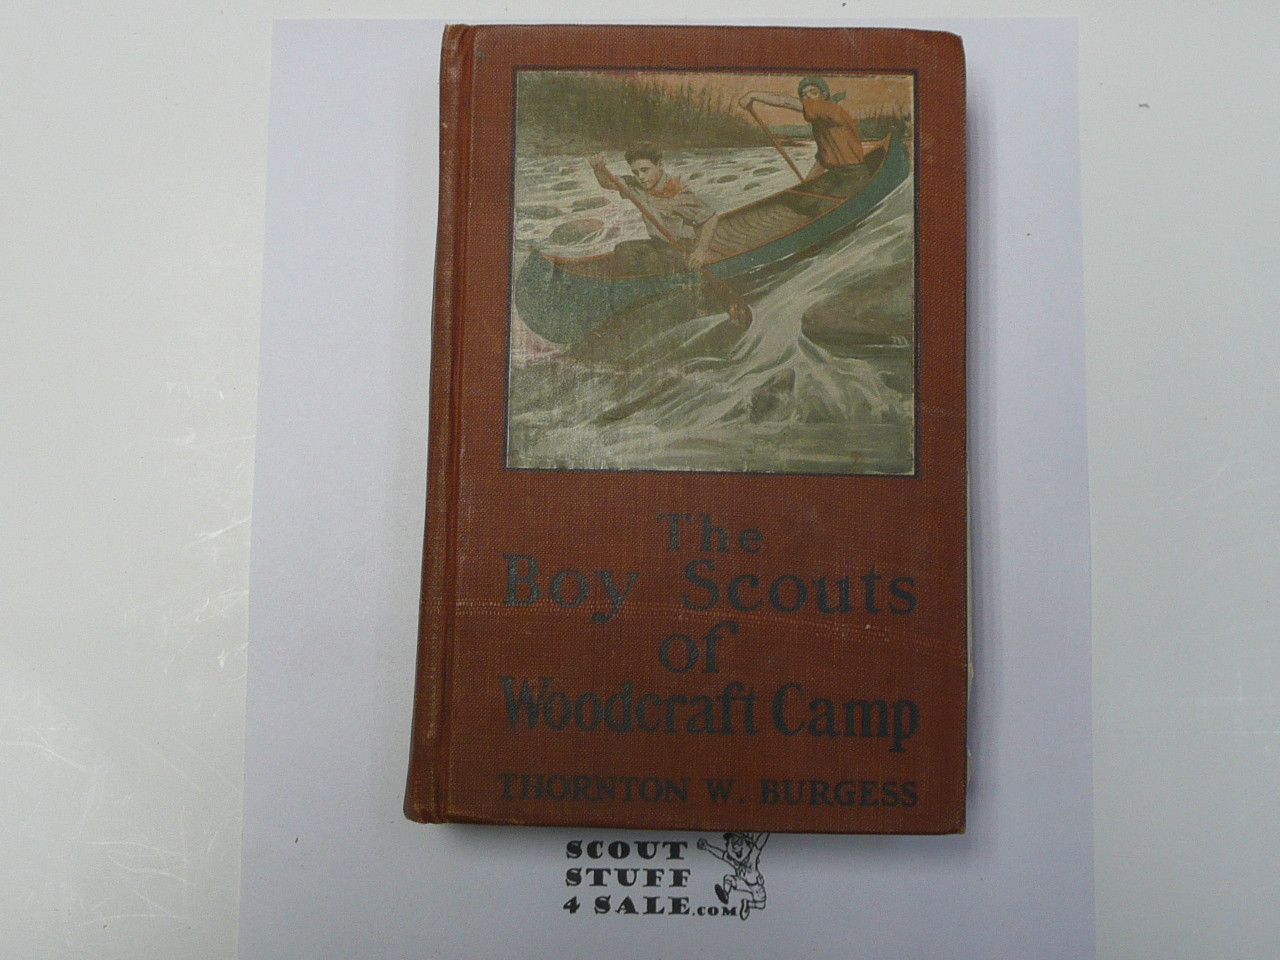 The
Boy Scouts
of
Woodcraft Camp
THORNTON W. BURGESS
SCOUT
STUFF
4 SALE.COM